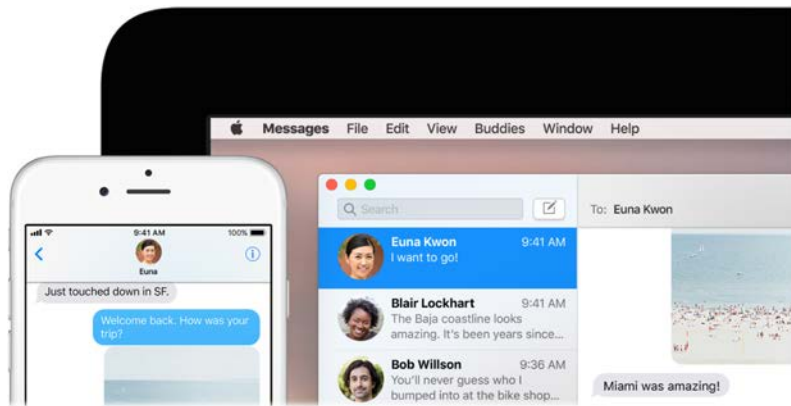 Messages File Edit View Buddies Window Help
Search
To: Euna Kwon
Euna Kwon 9:41 AM
I want to go!
Blair Lockhart 9:41 AM
The Baja coastline looks
amazing. It's been years since...
Bob Willson 9:36 AM
You'll never guess who I
bumped into at the bike shop...
Miami was amazing!
9:41 AM 100%
Euna
Just touched down in SF.
Welcome back. How was your
trip?